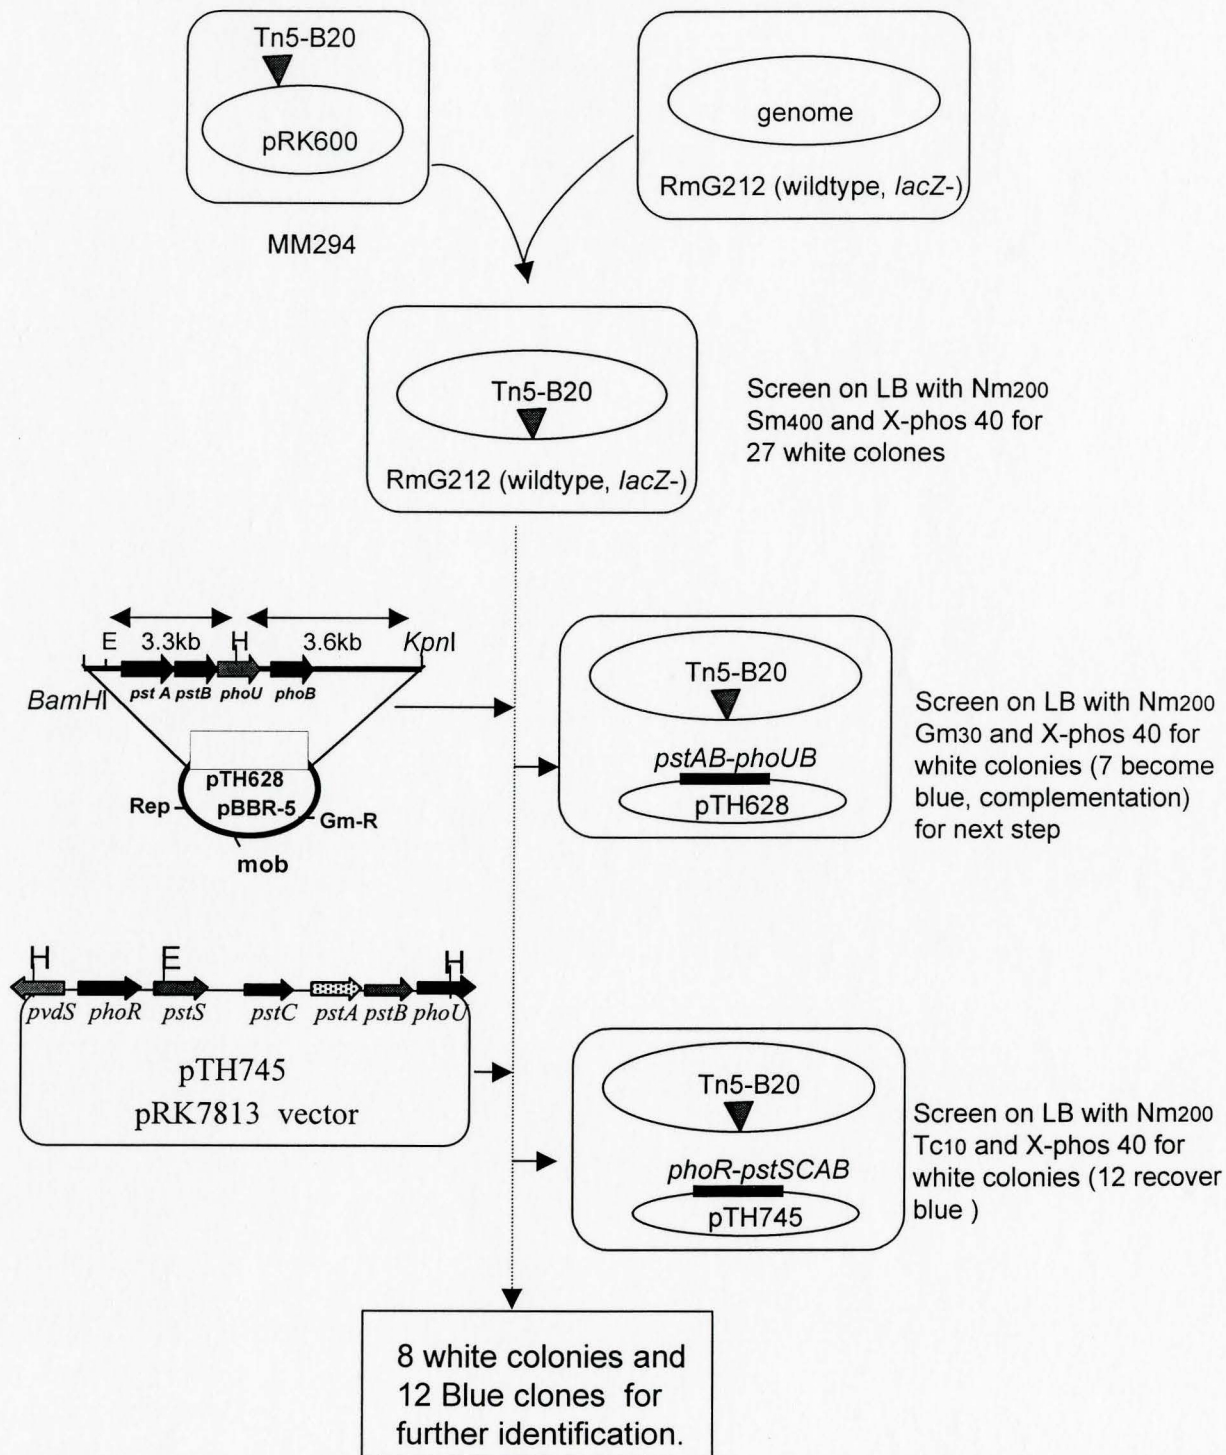 Tn5-B20
pRK600
MM294
genome
RmG212 (wildtype, lacZ-)
Tn5-B20
RmG212 (wildtype, lacZ-)
Screen on LB with Nm200
Sm400 and X-phos 40 for
27 white colones
E 3.3kb H 3.6kb KpnI
pst A pstB phoU phoB
BamHI
pTH628
pBBR-5
Rep
Gm-R
mob
Tn5-B20
pstAB-phoUB
pTH628
Screen on LB with Nm200
Gm30 and X-phos 40 for
white colonies (7 become
blue, complementation)
for next step
H E H
pvdS phoR pstS pstC pstA pstB phoU
pTH745
pRK7813 vector
Tn5-B20
phoR-pstSCAB
pTH745
Screen on LB with Nm200
Tc10 and X-phos 40 for
white colonies (12 recover
blue )
8 white colonies and
12 Blue clones for
further identification.